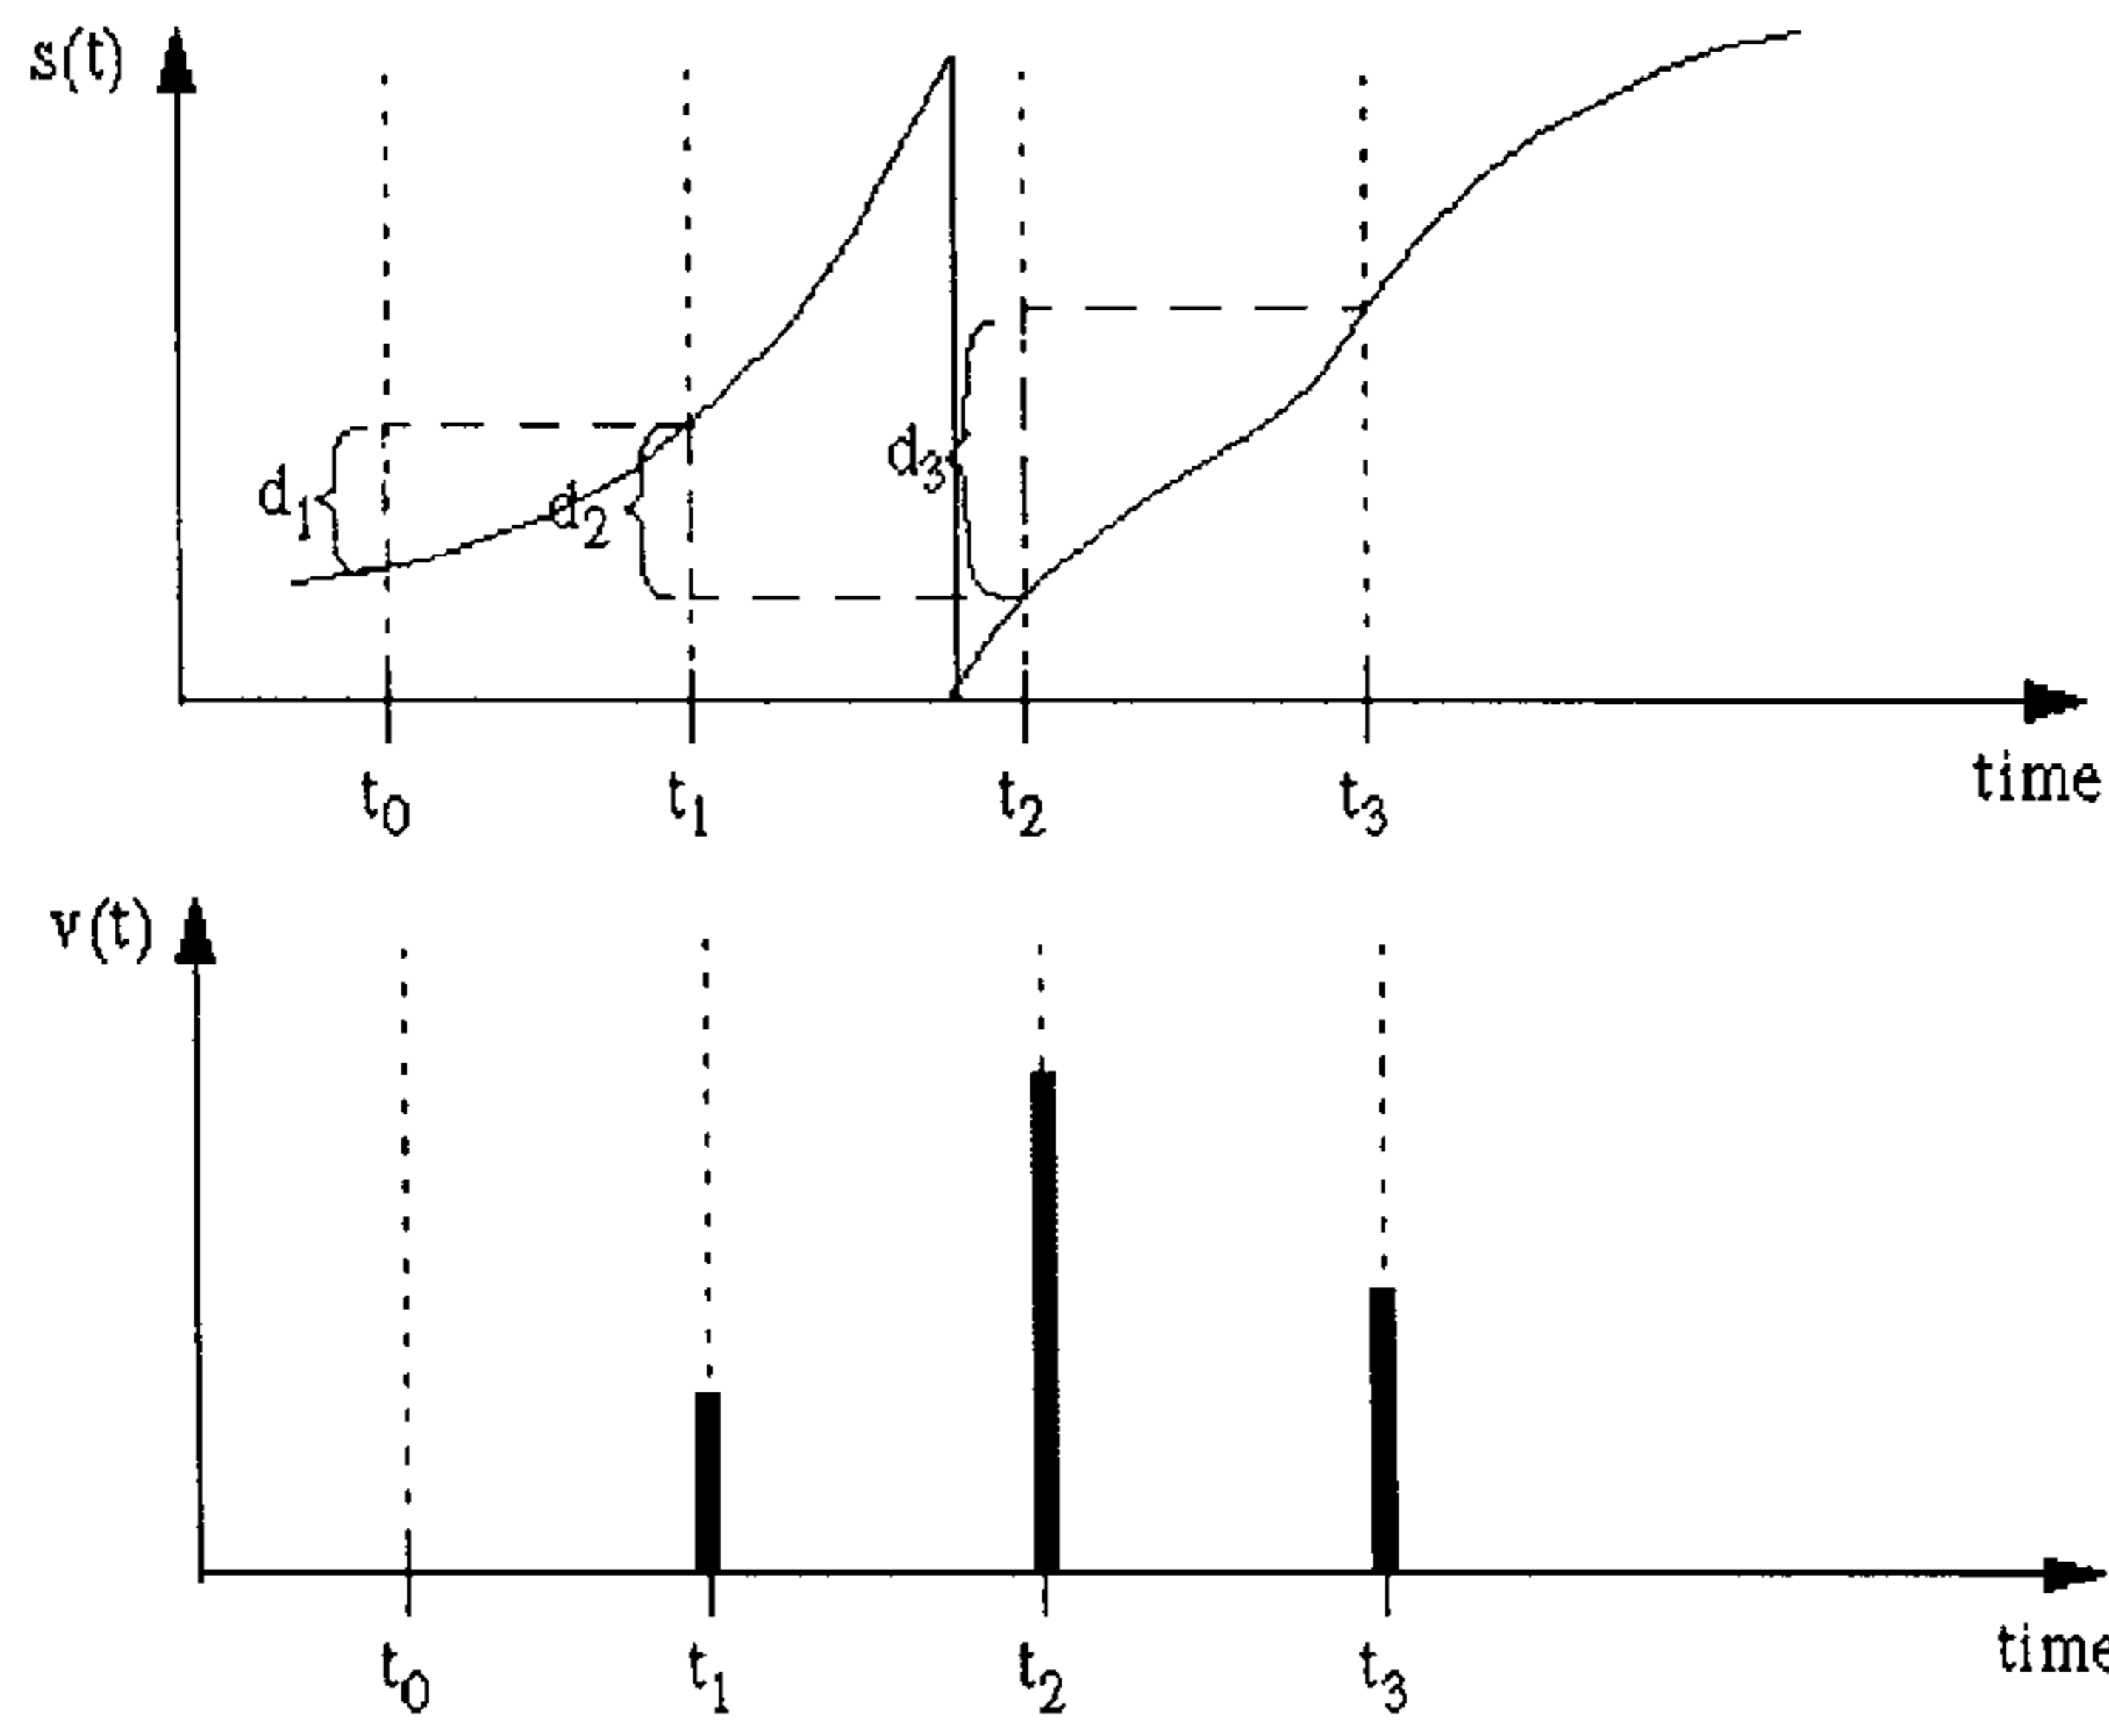 s(t)
d₁
d₂
d₃
t₀ t₁ t₂ t₃
time
v(t)
t₀ t₁ t₂ t₃
time